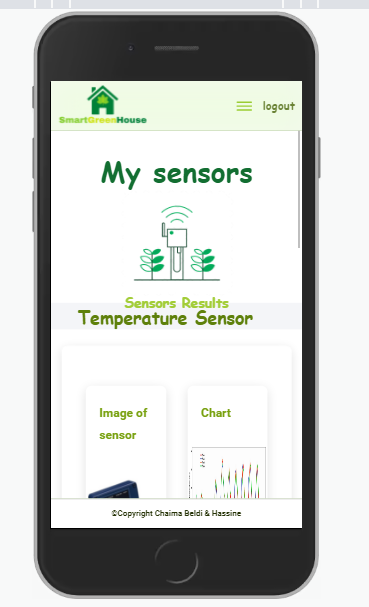 SmartGreenHouse
logout
My sensors
Sensors Results
Temperature Sensor
Image of
sensor
Chart
©Copyright Chaima Beldi & Hassine